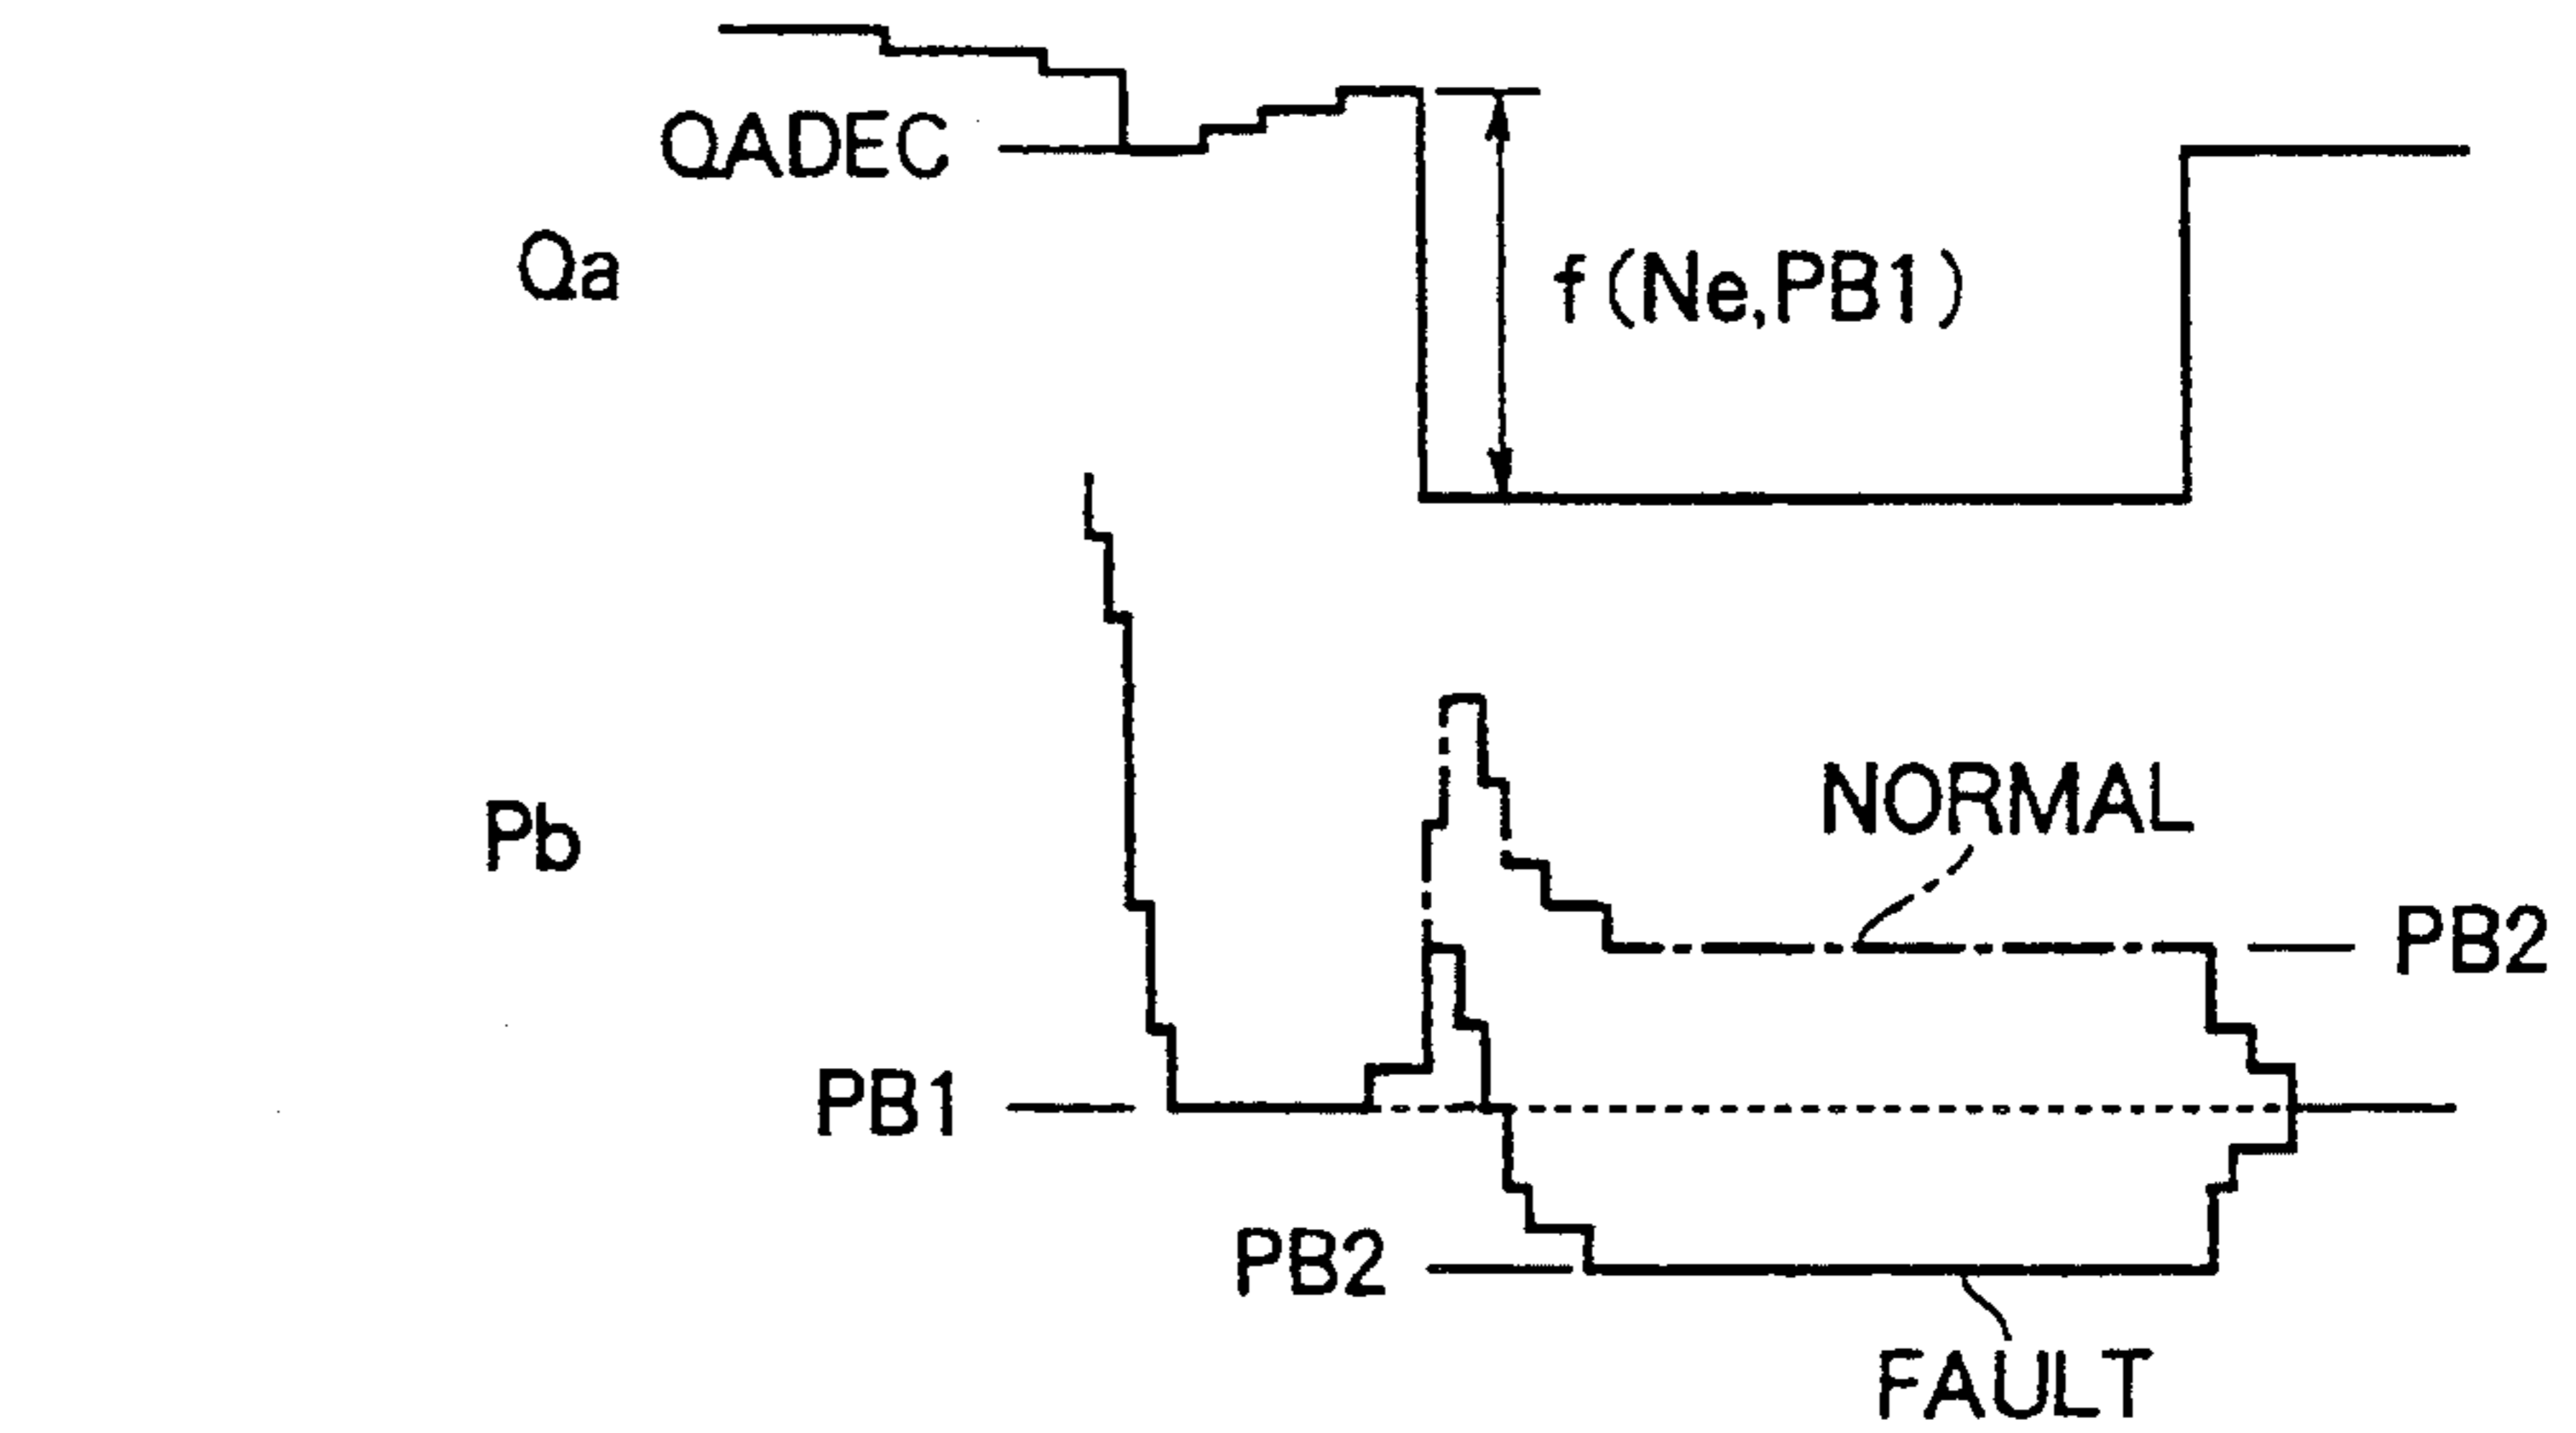 QADEC
Qa
f(Ne,PB1)
Pb
NORMAL
PB2
PB1
PB2
FAULT